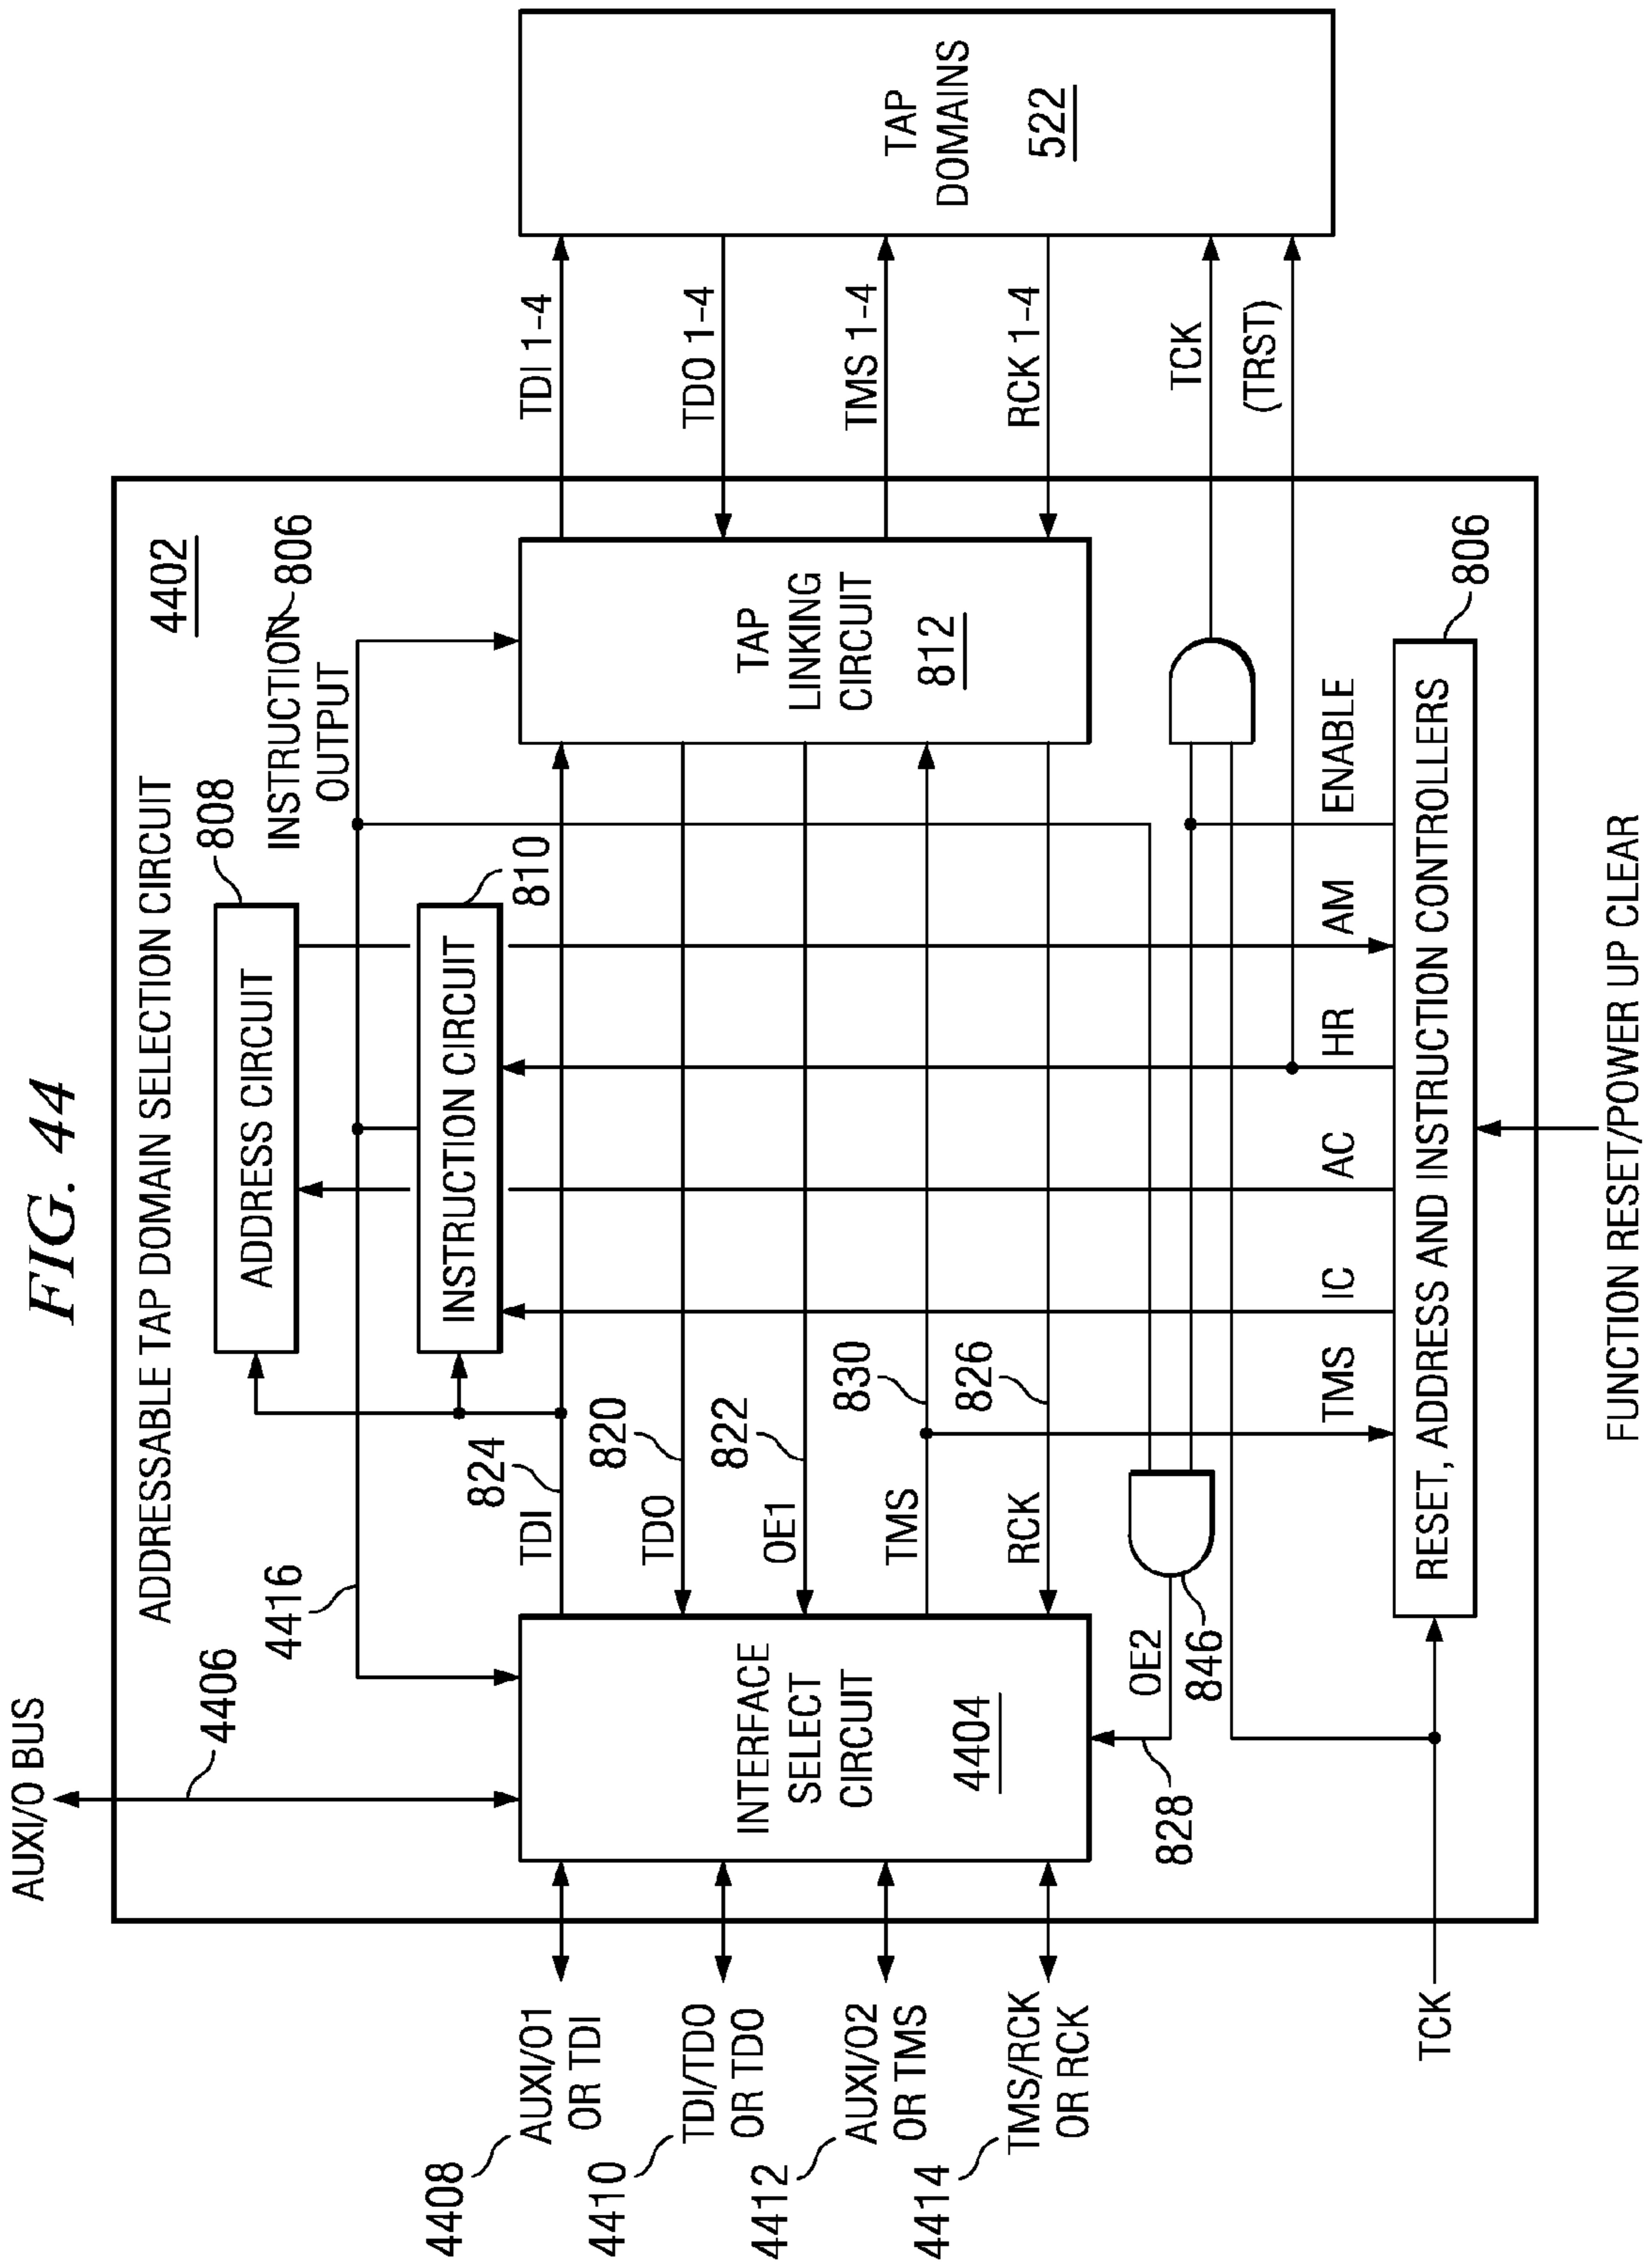 FIG. 44
AUXI/O BUS
4406
4416
ADDRESSABLE TAP DOMAIN SELECTION CIRCUIT
4402
ADDRESS CIRCUIT
808
INSTRUCTION
OUTPUT
806
INSTRUCTION CIRCUIT
810
4408
AUXI/O1
OR TDI
4410
TDI/TDO
OR TDO
4412
AUXI/O2
OR TMS
4414
TMS/RCK
OR RCK
INTERFACE
SELECT
CIRCUIT
4404
TDI
824
TDO
820
OE1
822
TMS
830
RCK
826
TAP
LINKING
CIRCUIT
812
TDI 1-4
TDO 1-4
TMS 1-4
RCK 1-4
TCK
(TRST)
TAP
DOMAINS
522
828
OE2
846
TMS
IC
AC
HR
AM
ENABLE
806
RESET, ADDRESS AND INSTRUCTION CONTROLLERS
TCK
FUNCTION RESET/POWER UP CLEAR